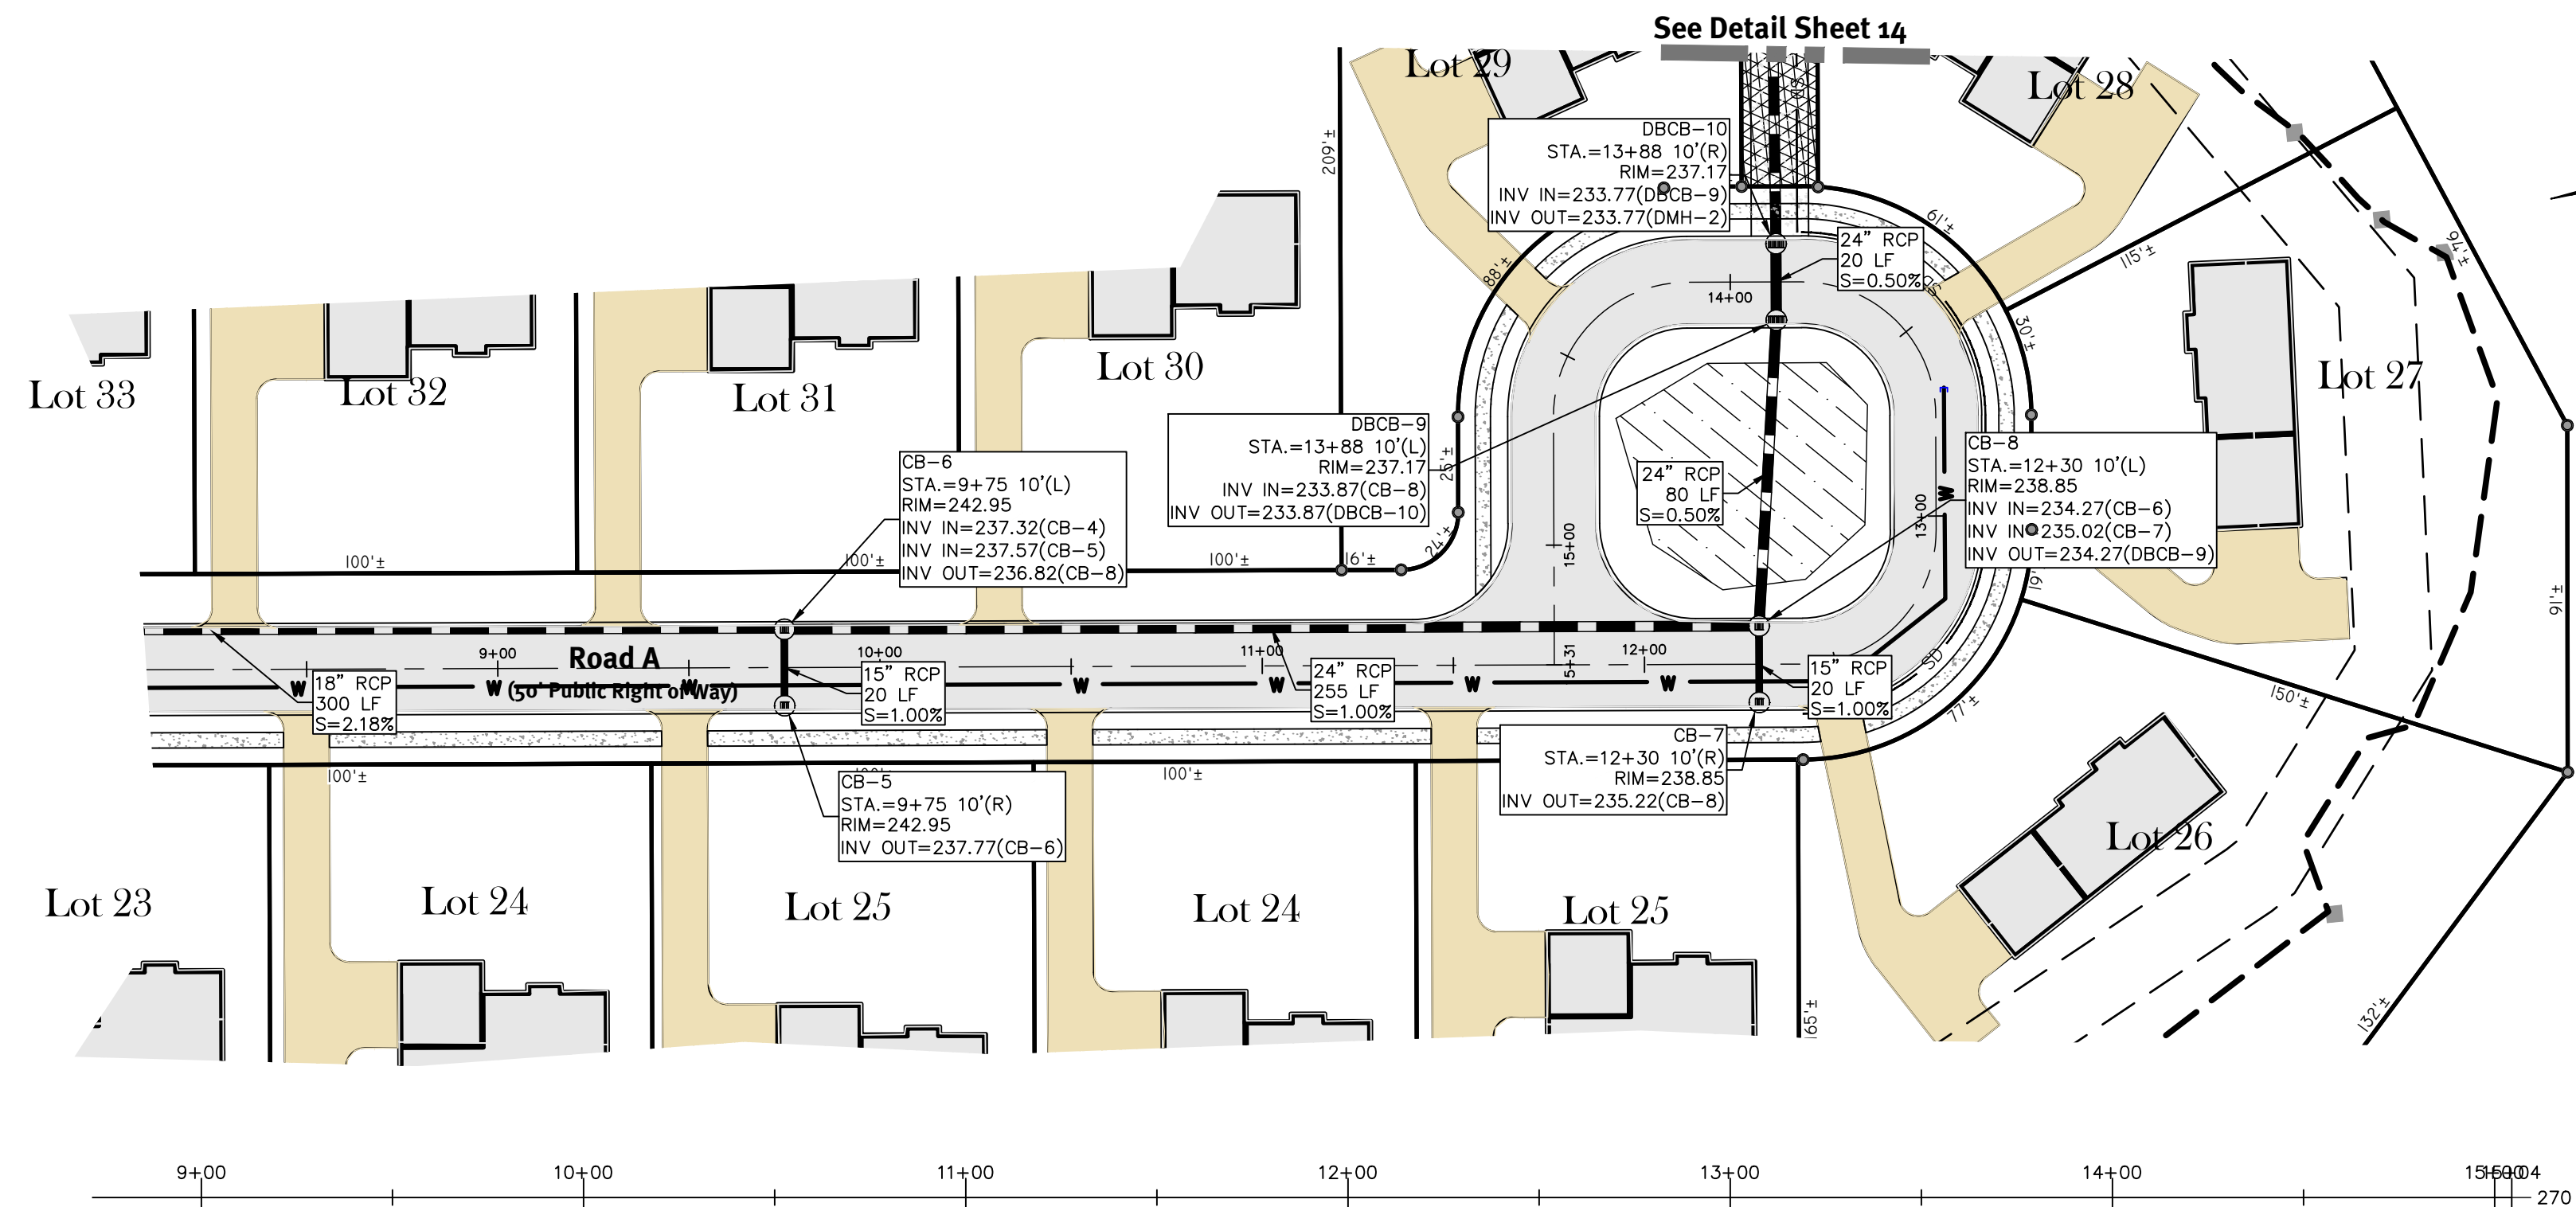 See Detail Sheet 14
Lot 29
Lot 28
DBCB-10
STA.=13+88 10'(R)
RIM=237.17
INV IN=233.77(DBCB-9)
INV OUT=233.77(DMH-2)
24" RCP
20 LF
S=0.50%
209'±
88'±
61'±
115'±
94'±
30'±
14+00
Lot 33
Lot 32
Lot 31
Lot 30
Lot 27
DBCB-9
STA.=13+88 10'(L)
RIM=237.17
INV IN=233.87(CB-8)
INV OUT=233.87(DBCB-10)
25'±
24" RCP
80 LF
S=0.50%
CB-6
STA.=9+75 10'(L)
RIM=242.95
INV IN=237.32(CB-4)
INV IN=237.57(CB-5)
INV OUT=236.82(CB-8)
CB-8
STA.=12+30 10'(L)
RIM=238.85
INV IN=234.27(CB-6)
INV IN=235.02(CB-7)
INV OUT=234.27(DBCB-9)
W
13+00
15+00
100'±
100'±
100'±
16'±
24'±
91'±
9+00
Road A
10+00
11+00
5+31
12+00
W W (50' Public Right of Way) W W W W W
18" RCP
300 LF
S=2.18%
15" RCP
20 LF
S=1.00%
24" RCP
255 LF
S=1.00%
15" RCP
20 LF
S=1.00%
SD
77'±
150'±
100'±
100'±
CB-5
STA.=9+75 10'(R)
RIM=242.95
INV OUT=237.77(CB-6)
CB-7
STA.=12+30 10'(R)
RIM=238.85
INV OUT=235.22(CB-8)
Lot 26
Lot 23
Lot 24
Lot 25
Lot 24
Lot 25
165'±
132'±
9+00 10+00 11+00 12+00 13+00 14+00
270